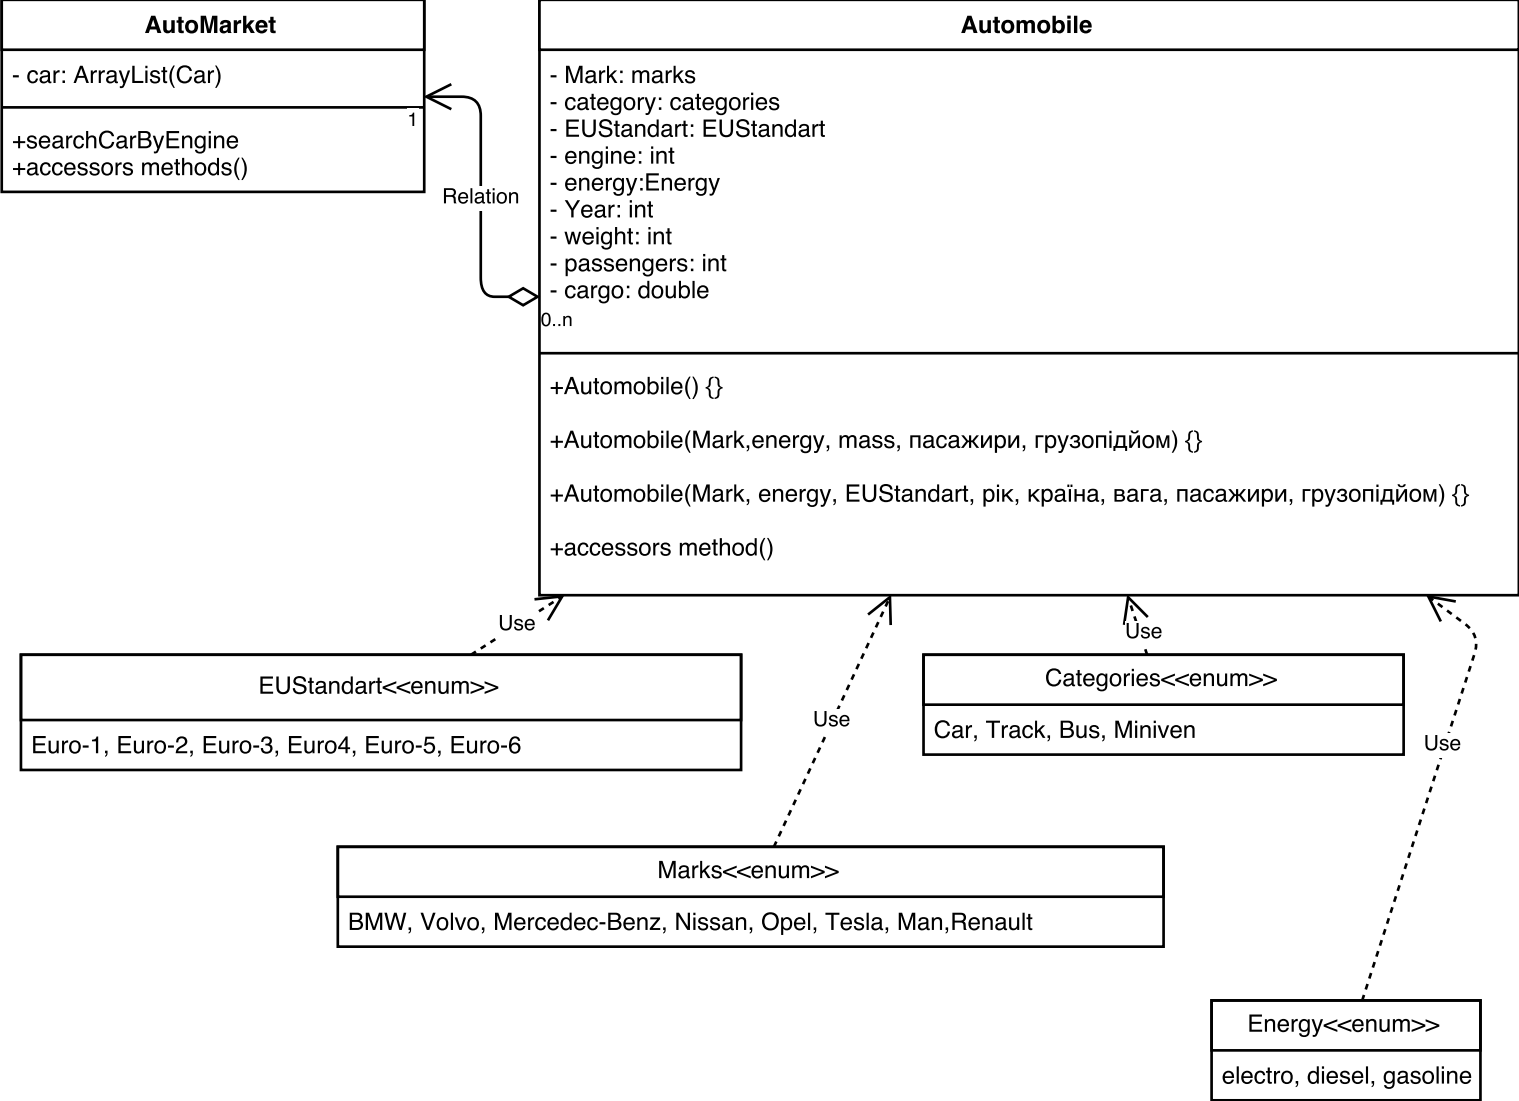 AutoMarket
- car: ArrayList(Car)
+searchCarByEngine
+accessors methods()
1
Relation
0..n
Automobile
- Mark: marks
- category: categories
- EUStandart: EUStandart
- engine: int
- energy:Energy
- Year: int
- weight: int
- passengers: int
- cargo: double
+Automobile() {}
+Automobile(Mark,energy, mass, пасажири, грузопідйом) {}
+Automobile(Mark, energy, EUStandart, рік, країна, вага, пасажири, грузопідйом) {}
+accessors method()
Use
Use
Use
Use
EUStandart<<enum>>
Euro-1, Euro-2, Euro-3, Euro4, Euro-5, Euro-6
Categories<<enum>>
Car, Track, Bus, Miniven
Marks<<enum>>
BMW, Volvo, Mercedec-Benz, Nissan, Opel, Tesla, Man,Renault
Energy<<enum>>
electro, diesel, gasoline